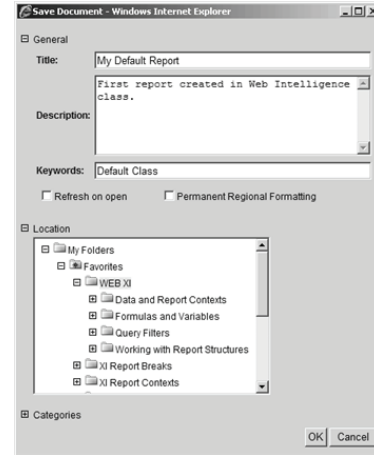 Save Document - Windows Internet Explorer
General
Title: My Default Report
First report created in Web Intelligence
class.
Description:
Keywords: Default Class
Refresh on open Permanent Regional Formatting
Location
My Folders
Favorites
WEB XI
Data and Report Contexts
Formulas and Variables
Query Filters
Working with Report Structures
XI Report Breaks
XI Report Contexts
Categories
OK Cancel